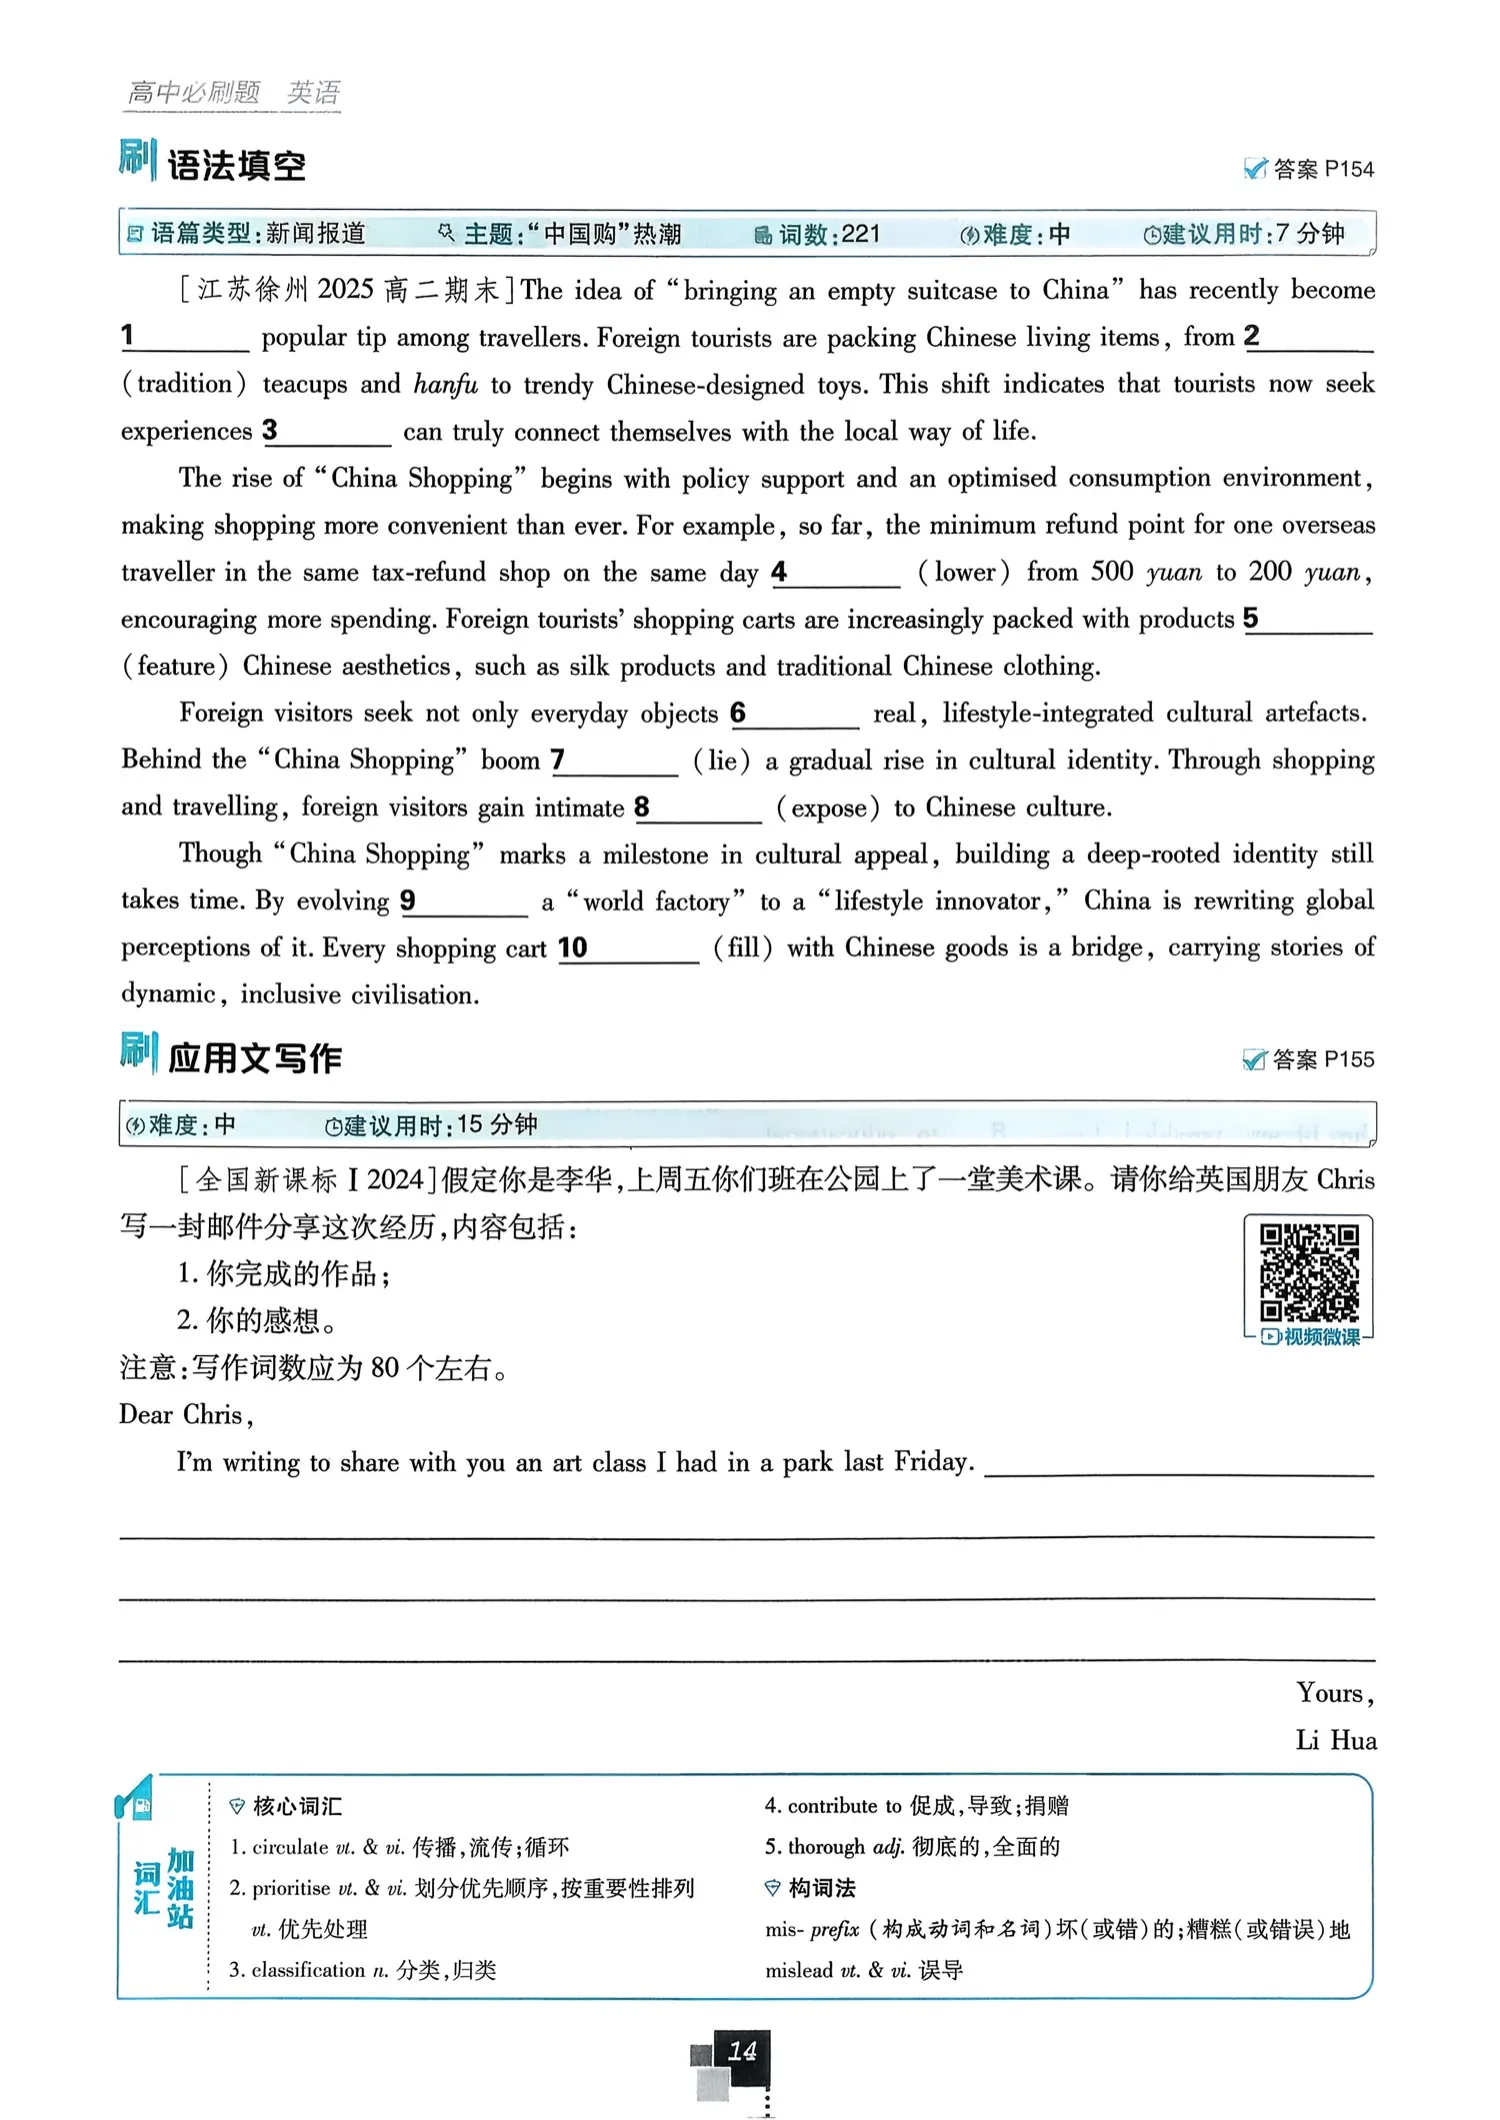 高中必刷题 英语
刷 语法填空
答案 P154
语篇类型:新闻报道 主题:“中国购”热潮 词数:221 难度:中 建议用时:7 分钟
[江苏徐州 2025 高二期末]The idea of “bringing an empty suitcase to China” has recently become
1________ popular tip among travellers. Foreign tourists are packing Chinese living items, from 2________
(tradition) teacups and hanfu to trendy Chinese-designed toys. This shift indicates that tourists now seek
experiences 3________ can truly connect themselves with the local way of life.
The rise of “China Shopping” begins with policy support and an optimised consumption environment,
making shopping more convenient than ever. For example, so far, the minimum refund point for one overseas
traveller in the same tax-refund shop on the same day 4________ (lower) from 500 yuan to 200 yuan,
encouraging more spending. Foreign tourists’ shopping carts are increasingly packed with products 5________
(feature) Chinese aesthetics, such as silk products and traditional Chinese clothing.
Foreign visitors seek not only everyday objects 6________ real, lifestyle-integrated cultural artefacts.
Behind the “China Shopping” boom 7________ (lie) a gradual rise in cultural identity. Through shopping
and travelling, foreign visitors gain intimate 8________ (expose) to Chinese culture.
Though “China Shopping” marks a milestone in cultural appeal, building a deep-rooted identity still
takes time. By evolving 9________ a “world factory” to a “lifestyle innovator,” China is rewriting global
perceptions of it. Every shopping cart 10________ (fill) with Chinese goods is a bridge, carrying stories of
dynamic, inclusive civilisation.
刷 应用文写作
答案 P155
难度:中 建议用时:15 分钟
[全国新课标 I 2024]假定你是李华,上周五你们班在公园上了一堂美术课。请你给英国朋友 Chris
写一封邮件分享这次经历,内容包括:
1. 你完成的作品;
2. 你的感想。
视频微课
注意:写作词数应为 80 个左右。
Dear Chris,
I’m writing to share with you an art class I had in a park last Friday. ________
Yours,
Li Hua
词汇加油站
核心词汇
1. circulate vt. & vi. 传播,流传;循环
2. prioritise vt. & vi. 划分优先顺序,按重要性排列
vt. 优先处理
3. classification n. 分类,归类
4. contribute to 促成,导致;捐赠
5. thorough adj. 彻底的,全面的
构词法
mis- prefix (构成动词和名词)坏(或错)的;糟糕(或错误)地
mislead vt. & vi. 误导
14